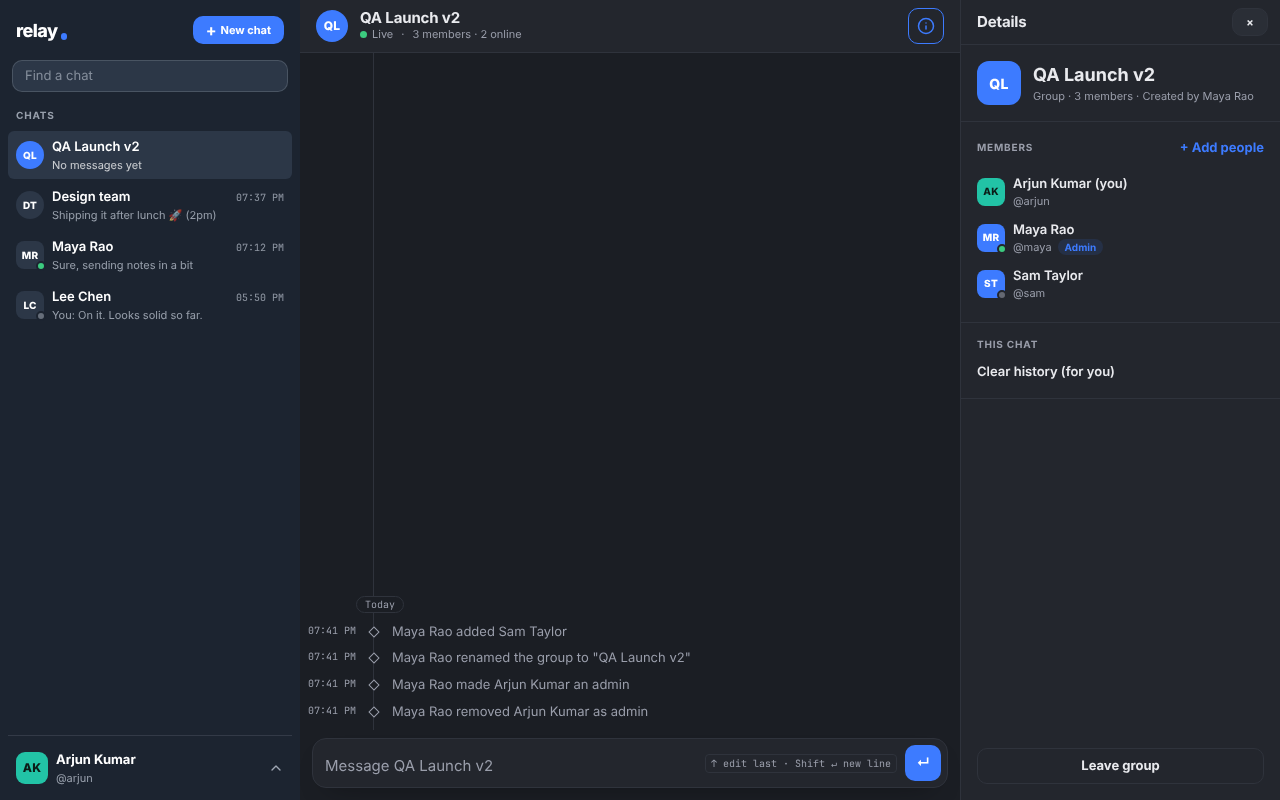 relay.
+ New chat
Find a chat
CHATS
QL
QA Launch v2
No messages yet
DT
Design team
07:37 PM
Shipping it after lunch 🚀 (2pm)
MR
Maya Rao
07:12 PM
Sure, sending notes in a bit
LC
Lee Chen
05:50 PM
You: On it. Looks solid so far.
AK
Arjun Kumar
@arjun
QL
QA Launch v2
Live · 3 members · 2 online
Today
07:41 PM Maya Rao added Sam Taylor
07:41 PM Maya Rao renamed the group to "QA Launch v2"
07:41 PM Maya Rao made Arjun Kumar an admin
07:41 PM Maya Rao removed Arjun Kumar as admin
Message QA Launch v2
↑ edit last · Shift ↵ new line
Details
×
QL
QA Launch v2
Group · 3 members · Created by Maya Rao
MEMBERS
+ Add people
AK
Arjun Kumar (you)
@arjun
MR
Maya Rao
@maya Admin
ST
Sam Taylor
@sam
THIS CHAT
Clear history (for you)
Leave group